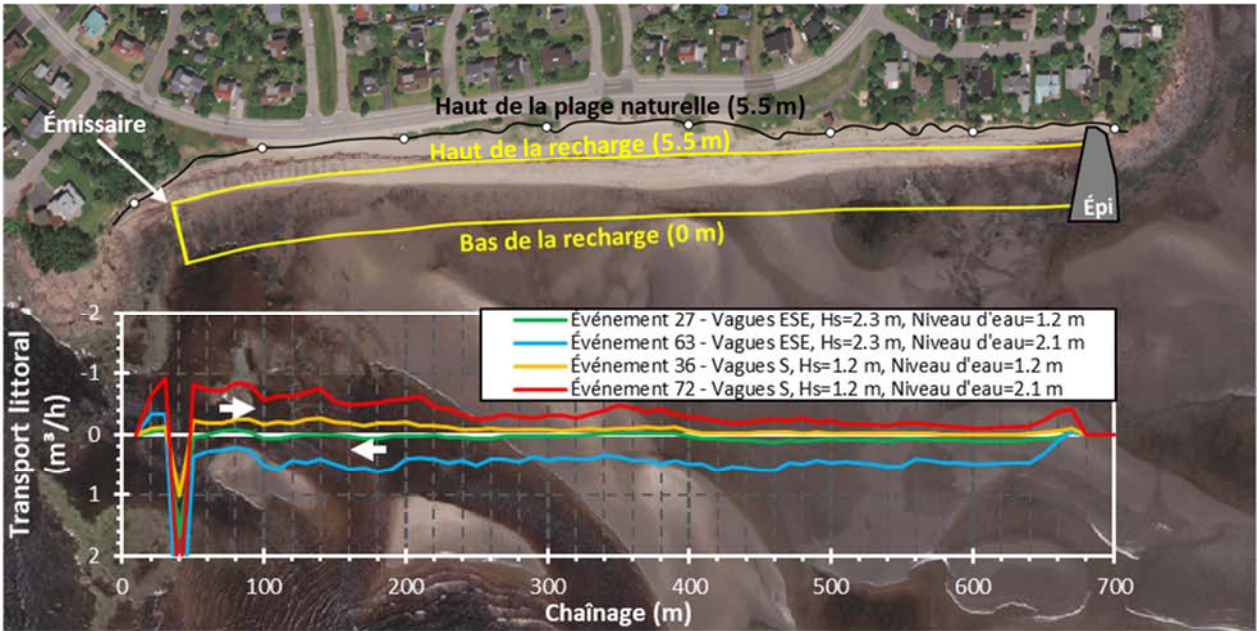 Haut de la plage naturelle (5.5 m)
Émissaire
Haut de la recharge (5.5 m)
Épi
Bas de la recharge (0 m)
Événement 27 - Vagues ESE, Hs=2.3 m, Niveau d'eau=1.2 m
Événement 63 - Vagues ESE, Hs=2.3 m, Niveau d'eau=2.1 m
Événement 36 - Vagues S, Hs=1.2 m, Niveau d'eau=1.2 m
Événement 72 - Vagues S, Hs=1.2 m, Niveau d'eau=2.1 m
Transport littoral
(m³/h)
-2
-1
0
1
2
0 100 200 300 400 500 600 700
Chaînage (m)